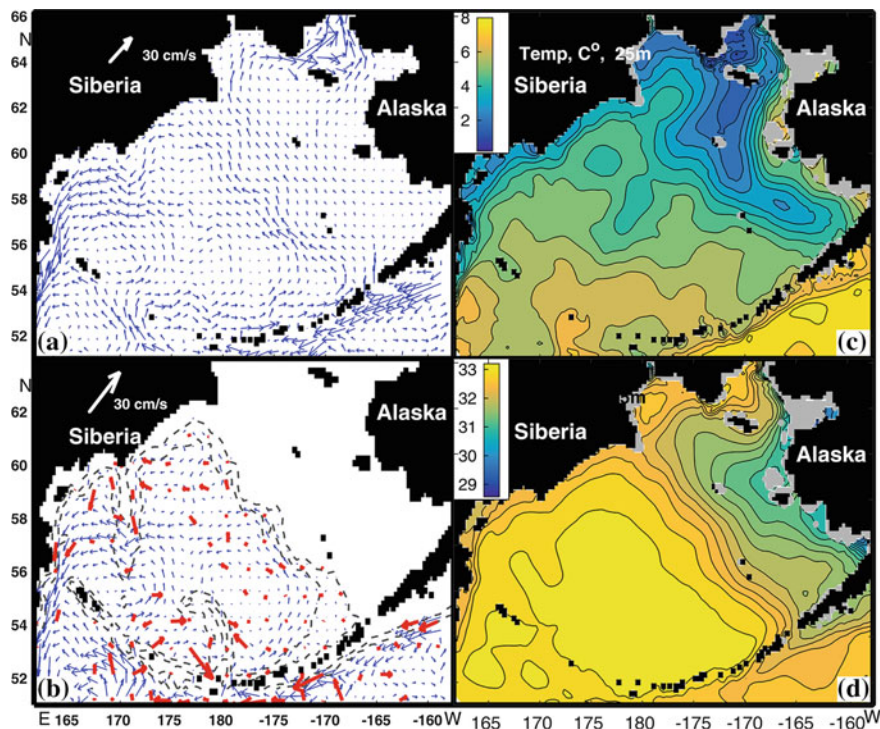 66
N
64
62
60
58
56
54
52
30 cm/s
Siberia
Alaska
(a)
8
6
4
2
Temp, C°, 25m
Siberia
Alaska
(c)
N
62
60
58
56
54
52
30 cm/s
Siberia
Alaska
(b)
E 165 170 175 180 -175 -170 -165 -160 W
33
32
31
30
29
5m
Siberia
Alaska
(d)
165 170 175 180 -175 -170 -165 -160 W